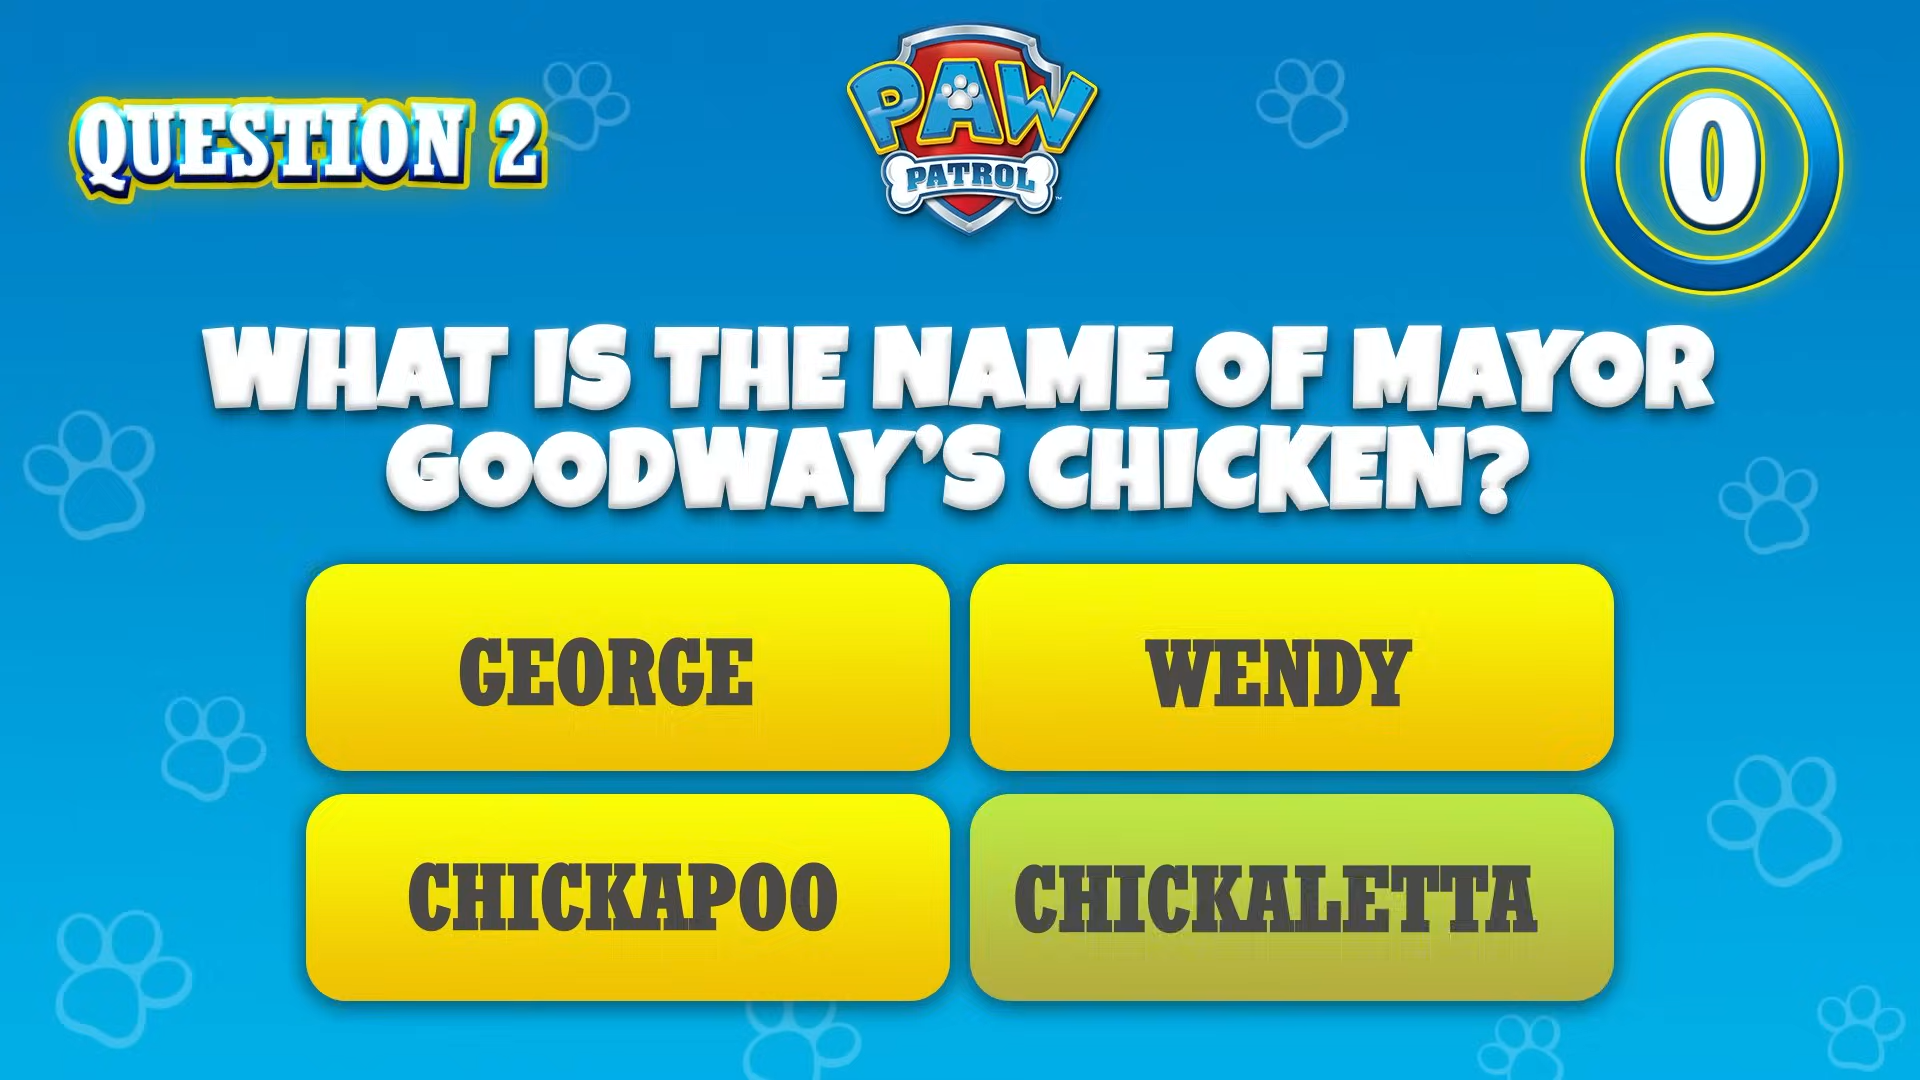 PAW
PATROL
QUESTION 2
0
WHAT IS THE NAME OF MAYOR
GOODWAY'S CHICKEN?
GEORGE
WENDY
CHICKAPOO
CHICKALETTA